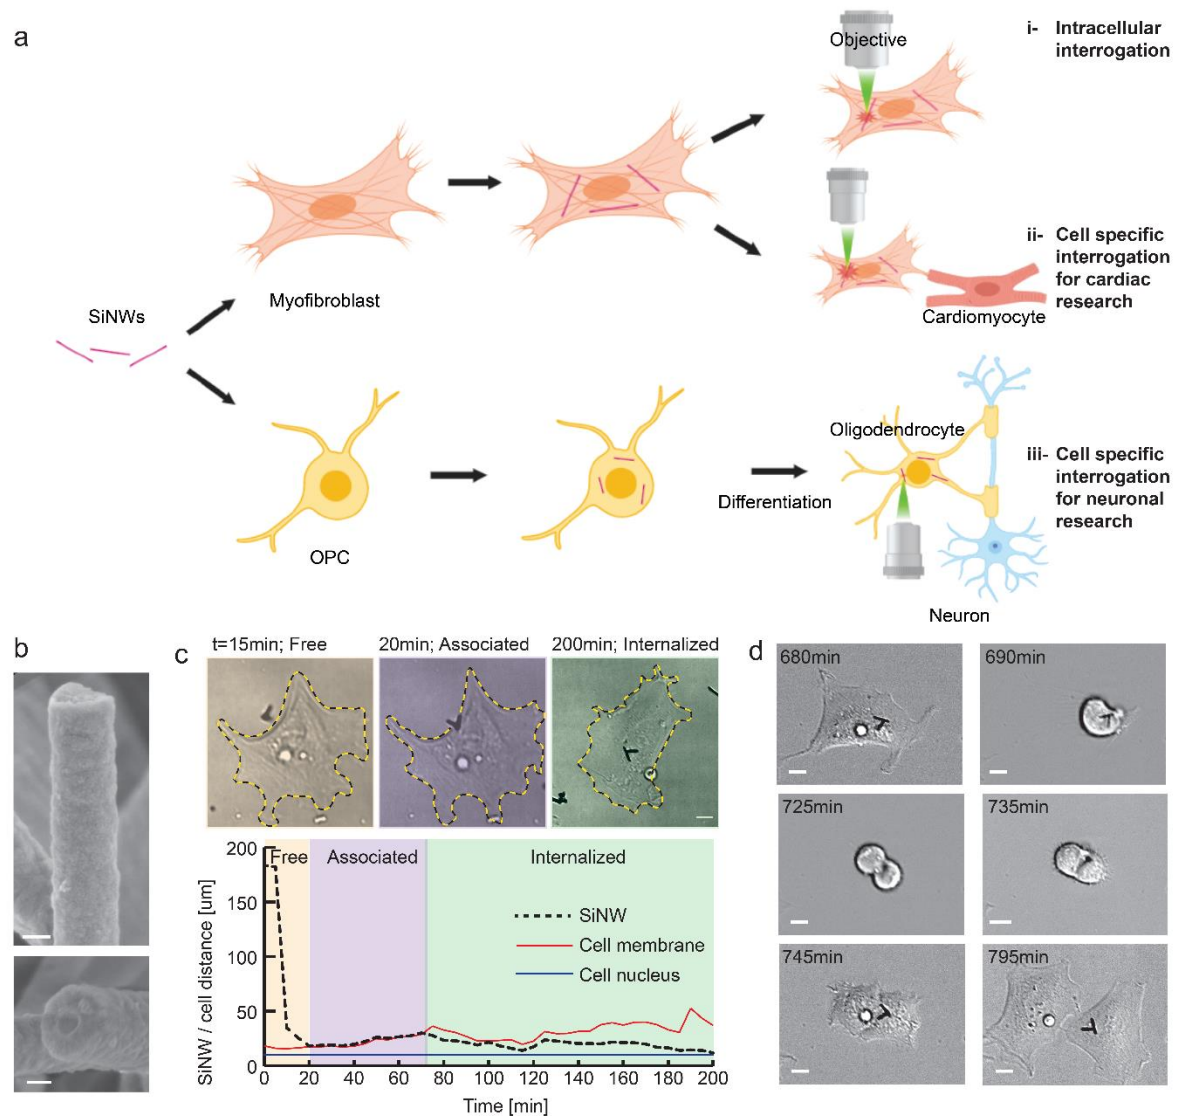 a
Objective
i- Intracellular
interrogation
ii- Cell specific
interrogation
for cardiac
research
Myofibroblast
Cardiomyocyte
SiNWs
Oligodendrocyte
iii- Cell specific
interrogation
for neuronal
research
Differentiation
OPC
Neuron
b
c
t=15min; Free
20min; Associated
200min; Internalized
SiNW / cell distance [um]
200
150
100
50
0
Free
Associated
Internalized
SiNW
Cell membrane
Cell nucleus
0 20 40 60 80 100 120 140 160 180 200
Time [min]
d
680min
690min
725min
735min
745min
795min